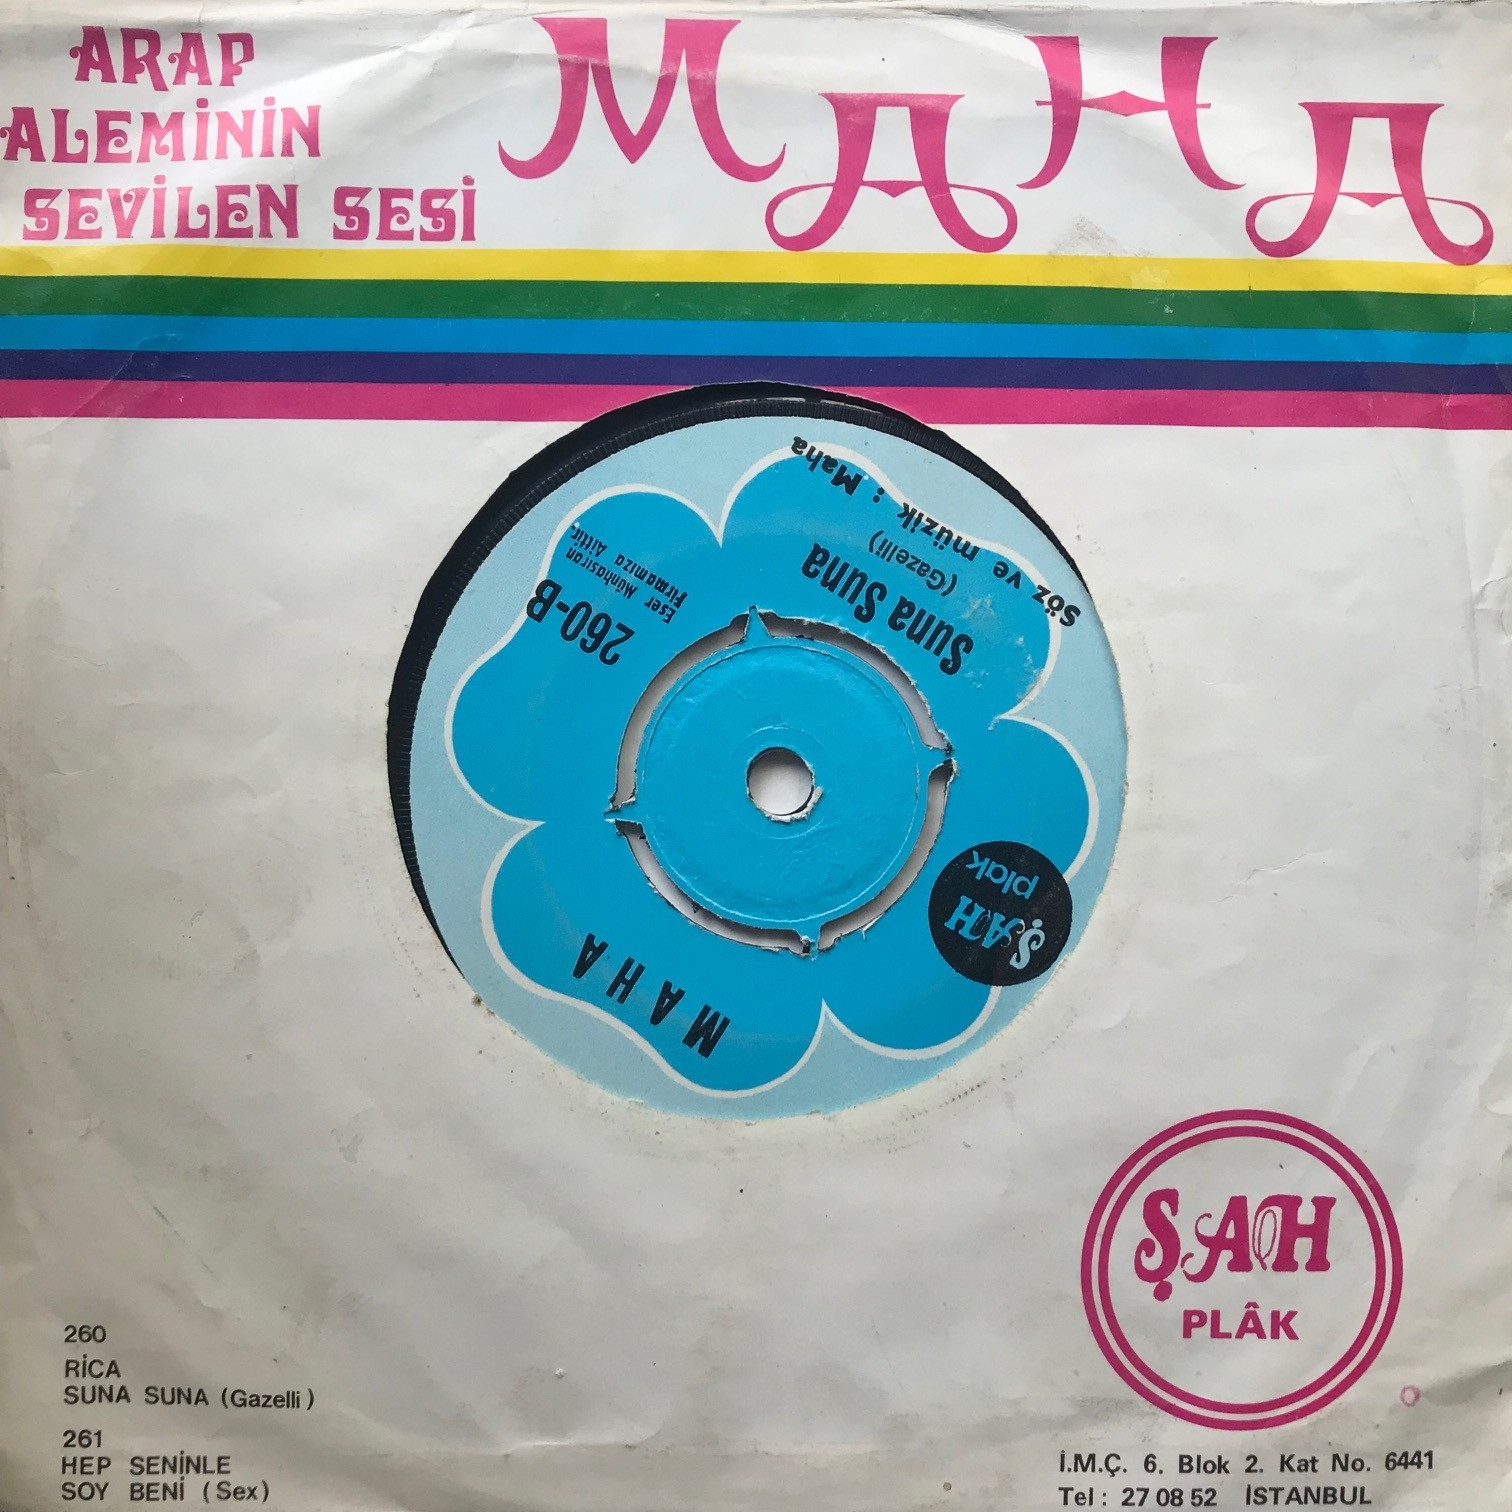 ARAP
ALEMİNİN
SEVİLEN SESİ
MAHA
söz ve müzik : Maha
(Gazelli)
Suna Suna
260-B
Eser Münhasıran
Firmamıza Aittir.
ŞAH
plak
MAHA
ŞAH
PLÂK
260
RİCA
SUNA SUNA (Gazelli)
261
HEP SENİNLE
SOY BENİ (Sex)
İ.M.Ç. 6. Blok 2. Kat No. 6441
Tel : 27 08 52 İSTANBUL